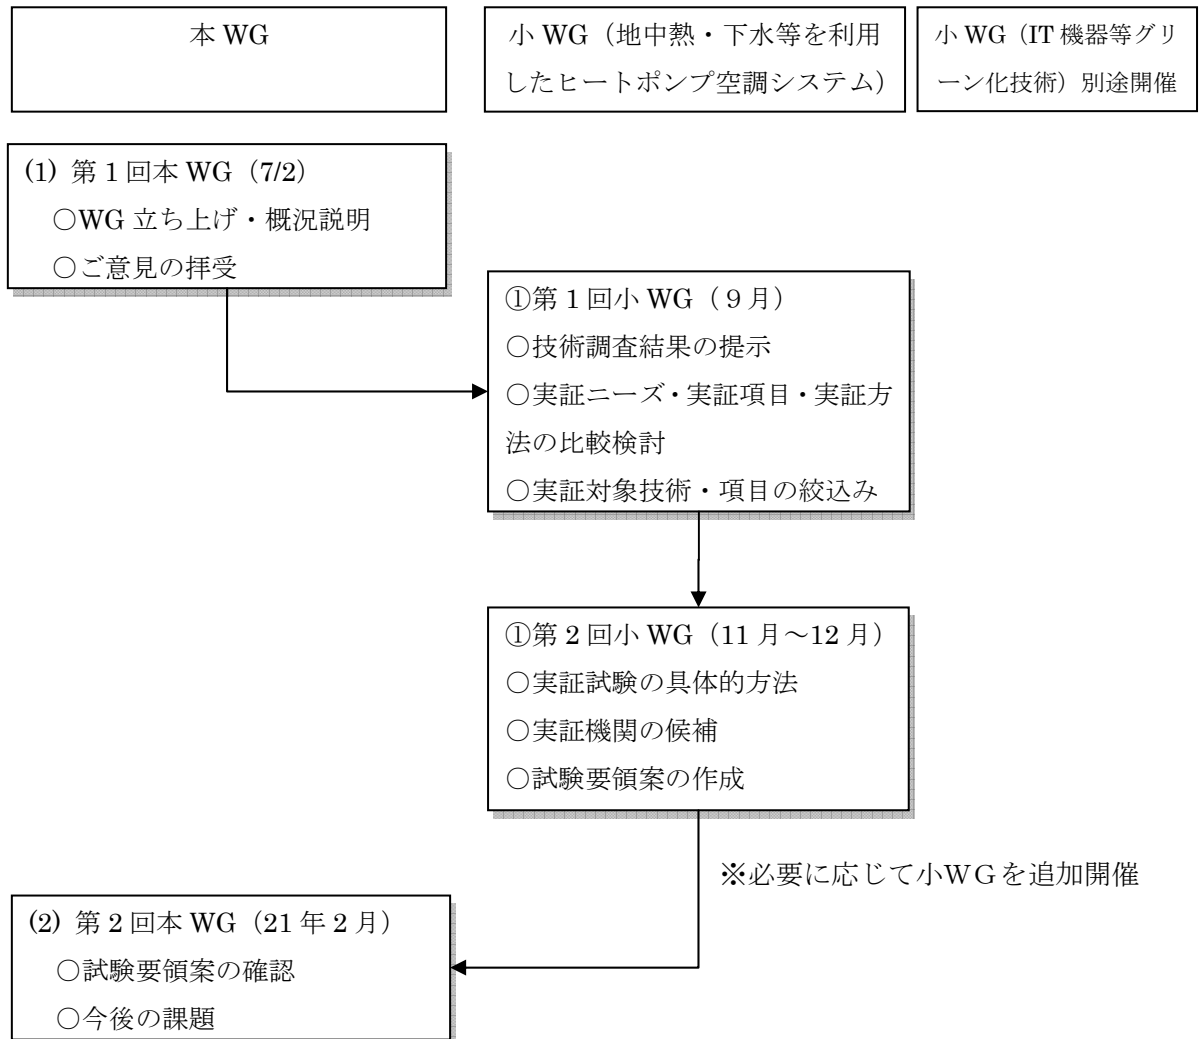 本 WG
小 WG（地中熱・下水等を利用
したヒートポンプ空調システム）
小 WG（IT 機器等グリ
ーン化技術）別途開催
(1) 第 1 回本 WG（7/2）
○WG 立ち上げ・概況説明
○ご意見の拝受
①第 1 回小 WG（９月）
○技術調査結果の提示
○実証ニーズ・実証項目・実証方
法の比較検討
○実証対象技術・項目の絞込み
①第 2 回小 WG（11 月～12 月）
○実証試験の具体的方法
○実証機関の候補
○試験要領案の作成
※必要に応じて小ＷＧを追加開催
(2) 第 2 回本 WG（21 年 2 月）
○試験要領案の確認
○今後の課題